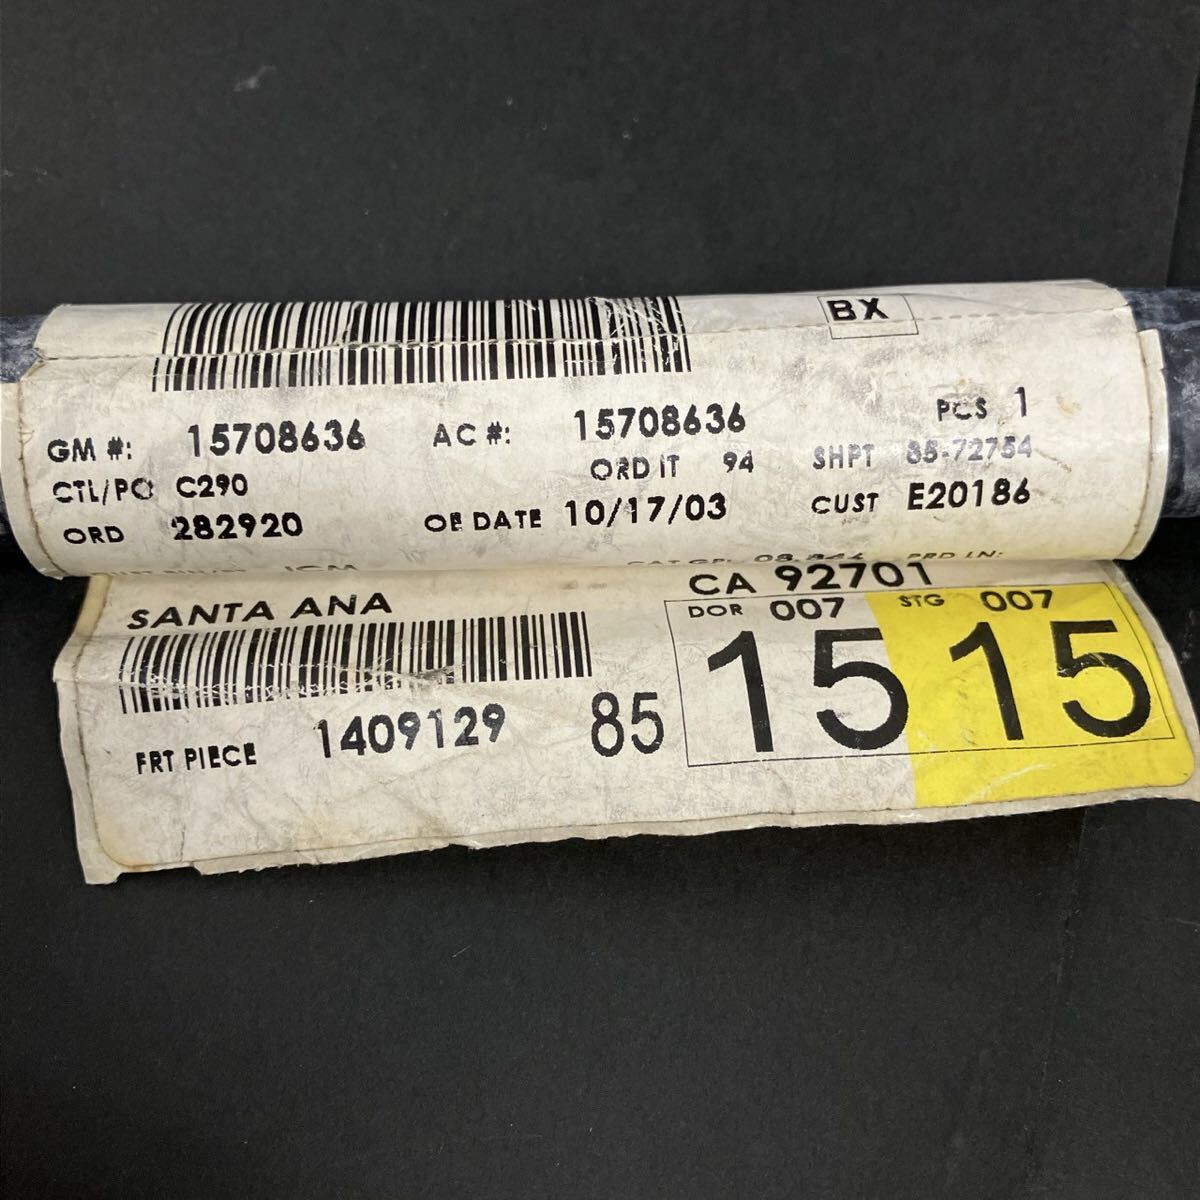 BX
PCS 1
GM #: 15708636 AC #: 15708636
ORD IT 94 SHPT 85-72754
CTL/PO C290
ORD 282920 OE DATE 10/17/03 CUST E20186
SANTA ANA CA 92701
DOR 007 STG 007
15 15
FRT PIECE 1409129 85